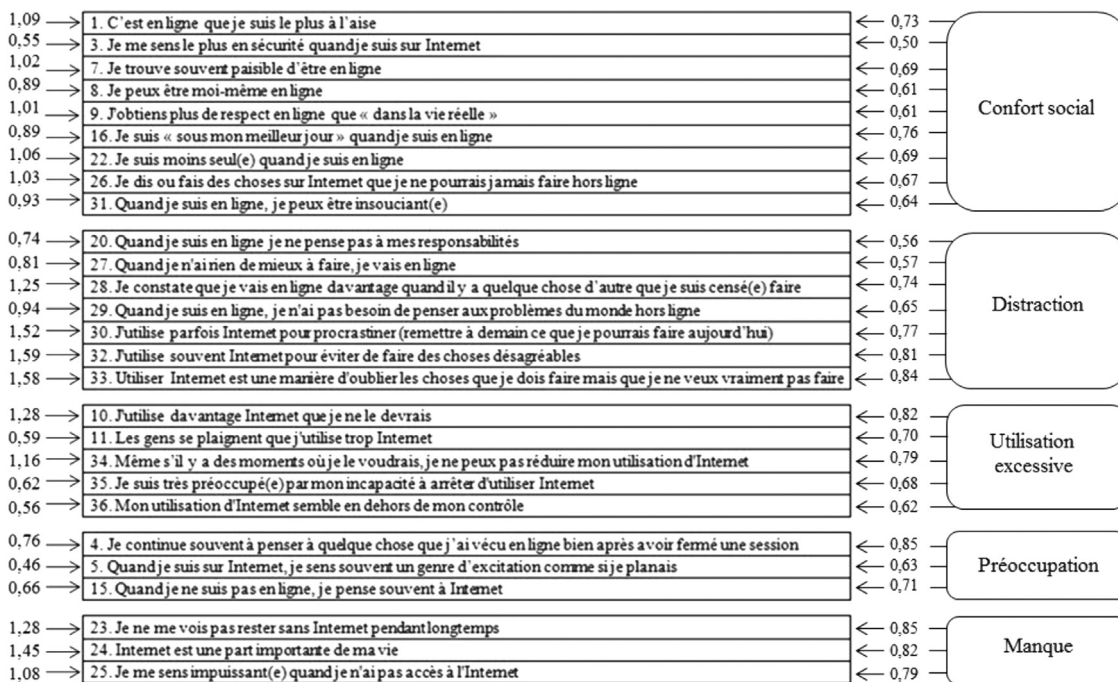 1,09 1. C’est en ligne que je suis le plus à l’aise 0,73
0,55 3. Je me sens le plus en sécurité quand je suis sur Internet 0,50
1,02 7. Je trouve souvent paisible d’être en ligne 0,69
0,89 8. Je peux être moi-même en ligne 0,61
1,01 9. J'obtiens plus de respect en ligne que « dans la vie réelle » 0,61
0,89 16. Je suis « sous mon meilleur jour » quand je suis en ligne 0,76
1,06 22. Je suis moins seul(e) quand je suis en ligne 0,69
1,03 26. Je dis ou fais des choses sur Internet que je ne pourrais jamais faire hors ligne 0,67
0,93 31. Quand je suis en ligne, je peux être insouciant(e) 0,64
Confort social
0,74 20. Quand je suis en ligne je ne pense pas à mes responsabilités 0,56
0,81 27. Quand je n'ai rien de mieux à faire, je vais en ligne 0,57
1,25 28. Je constate que je vais en ligne davantage quand il y a quelque chose d’autre que je suis censé(e) faire 0,74
0,94 29. Quand je suis en ligne, je n'ai pas besoin de penser aux problèmes du monde hors ligne 0,65
1,52 30. J'utilise parfois Internet pour procrastiner (remettre à demain ce que je pourrais faire aujourd’hui) 0,77
1,59 32. J'utilise souvent Internet pour éviter de faire des choses désagréables 0,81
1,58 33. Utiliser Internet est une manière d'oublier les choses que je dois faire mais que je ne veux vraiment pas faire 0,84
Distraction
1,28 10. J'utilise davantage Internet que je ne le devrais 0,82
0,59 11. Les gens se plaignent que j'utilise trop Internet 0,70
1,16 34. Même s’il y a des moments où je le voudrais, je ne peux pas réduire mon utilisation d'Internet 0,79
0,62 35. Je suis très préoccupé(e) par mon incapacité à arrêter d'utiliser Internet 0,68
0,56 36. Mon utilisation d'Internet semble en dehors de mon contrôle 0,62
Utilisation
excessive
0,76 4. Je continue souvent à penser à quelque chose que j’ai vécu en ligne bien après avoir fermé une session 0,85
0,46 5. Quand je suis sur Internet, je sens souvent un genre d’excitation comme si je planais 0,63
0,66 15. Quand je ne suis pas en ligne, je pense souvent à Internet 0,71
Préoccupation
1,28 23. Je ne me vois pas rester sans Internet pendant longtemps 0,85
1,45 24. Internet est une part importante de ma vie 0,82
1,08 25. Je me sens impuissant(e) quand je n'ai pas accès à l'Internet 0,79
Manque